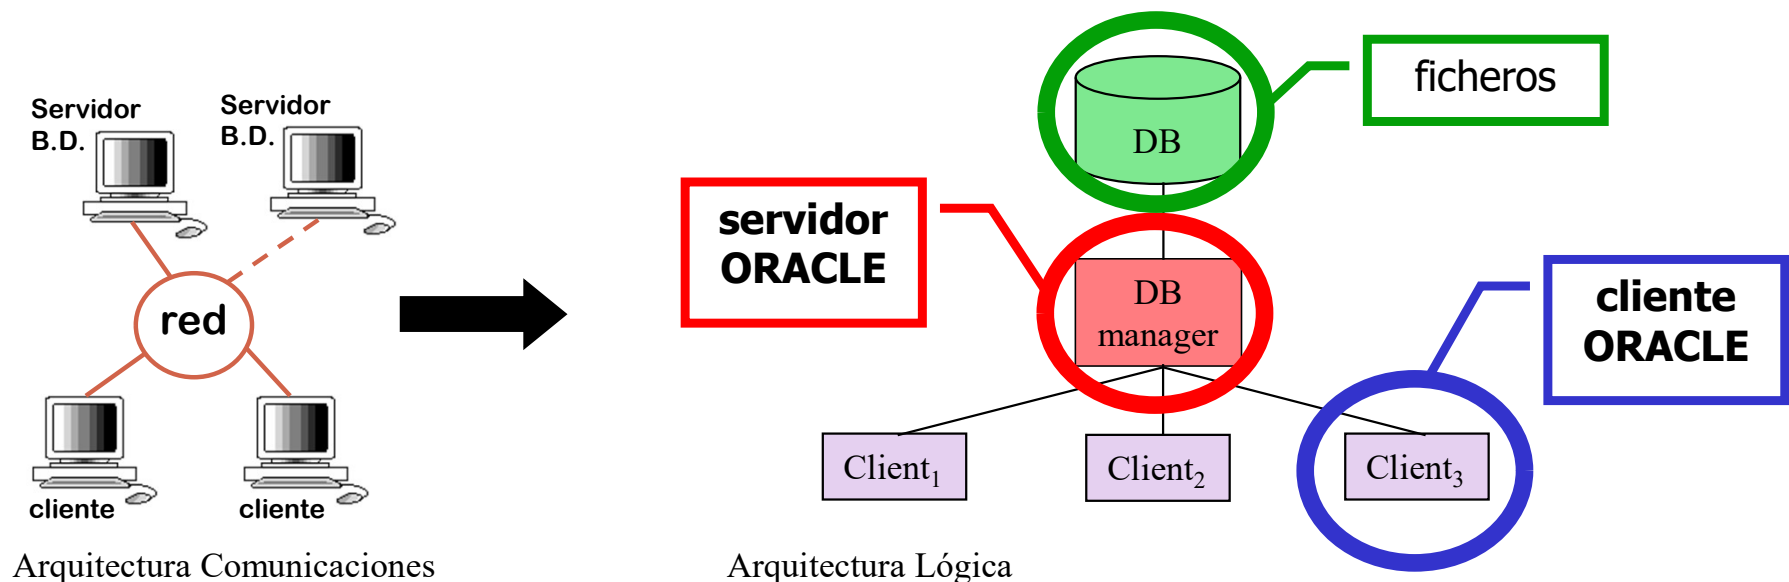 Servidor
B.D.
Servidor
B.D.
red
cliente
cliente
Arquitectura Comunicaciones
ficheros
DB
servidor
ORACLE
DB
manager
cliente
ORACLE
Client₁
Client₂
Client₃
Arquitectura Lógica